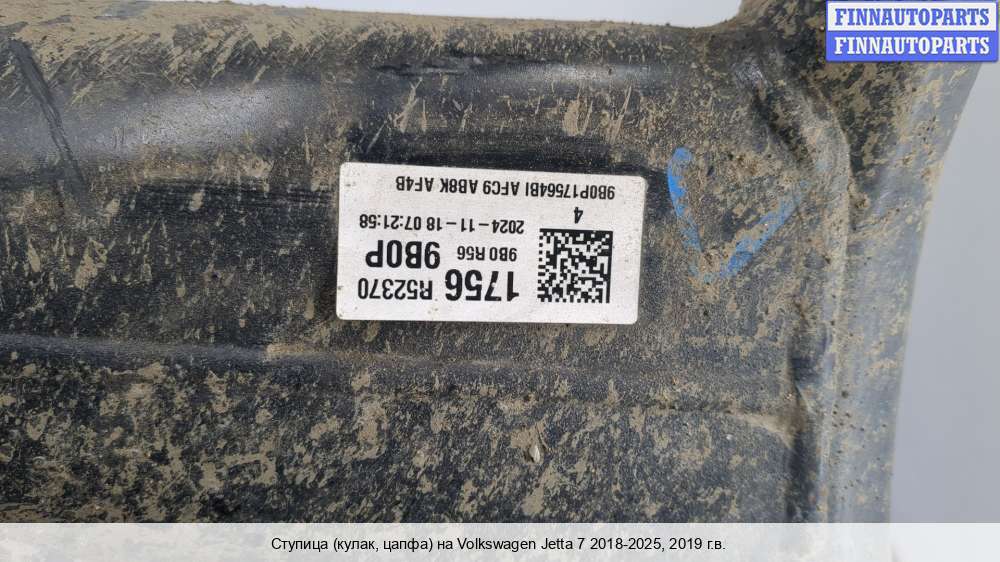 FINNAUTOPARTS
FINNAUTOPARTS
1756 R52370
9B0 R56 9B0P
2024-11-18 07:21:58
4
9B0P17564BI AFC9 AB8K AF4B
Ступица (кулак, цапфа) на Volkswagen Jetta 7 2018-2025, 2019 г.в.